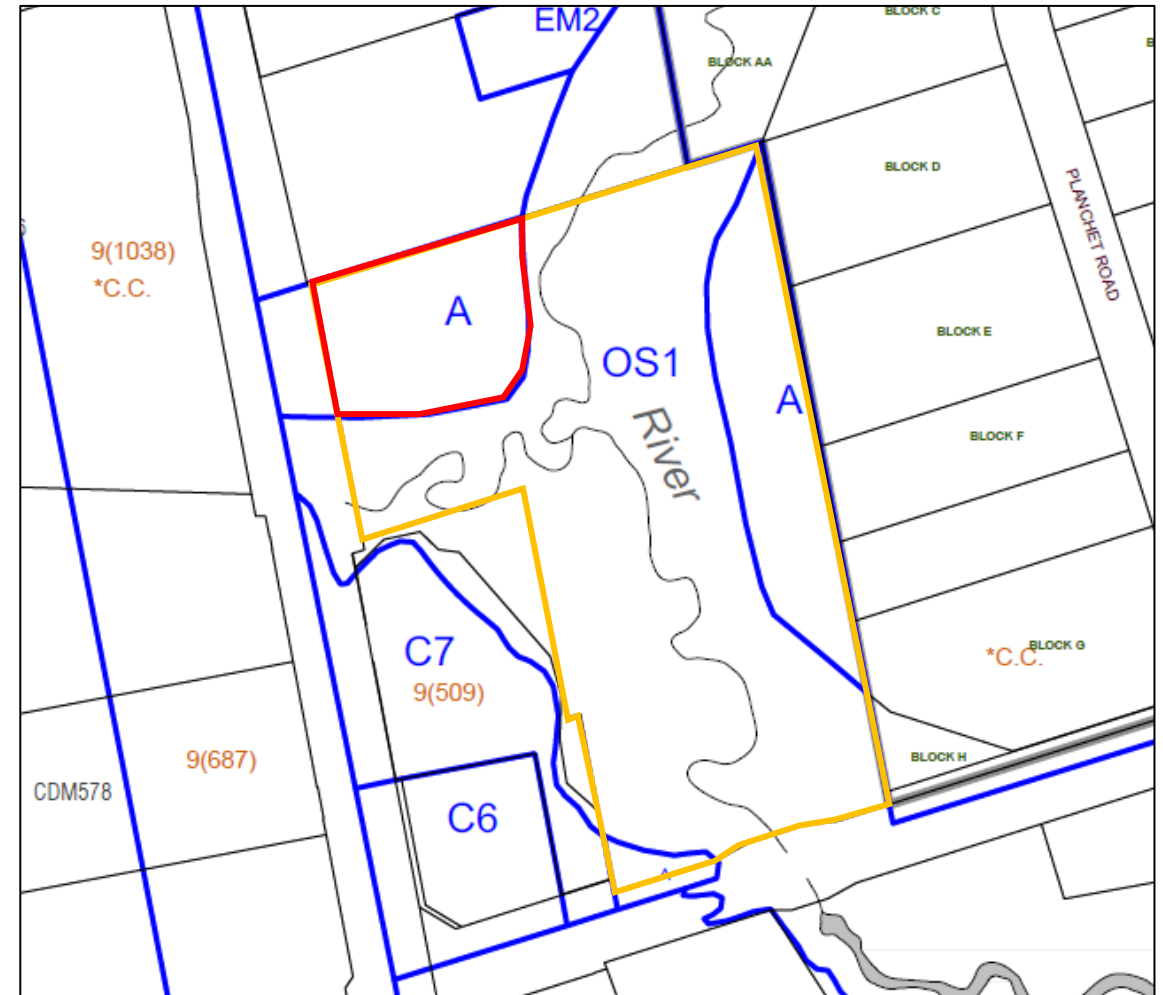 EM2
BLOCK C
BLOCK AA
BLOCK D
PLANCHET ROAD
9(1038)
*C.C.
A
BLOCK E
OS1
A
River
BLOCK F
C7
9(509)
*C.C.
BLOCK G
9(687)
BLOCK H
CDM578
C6
A